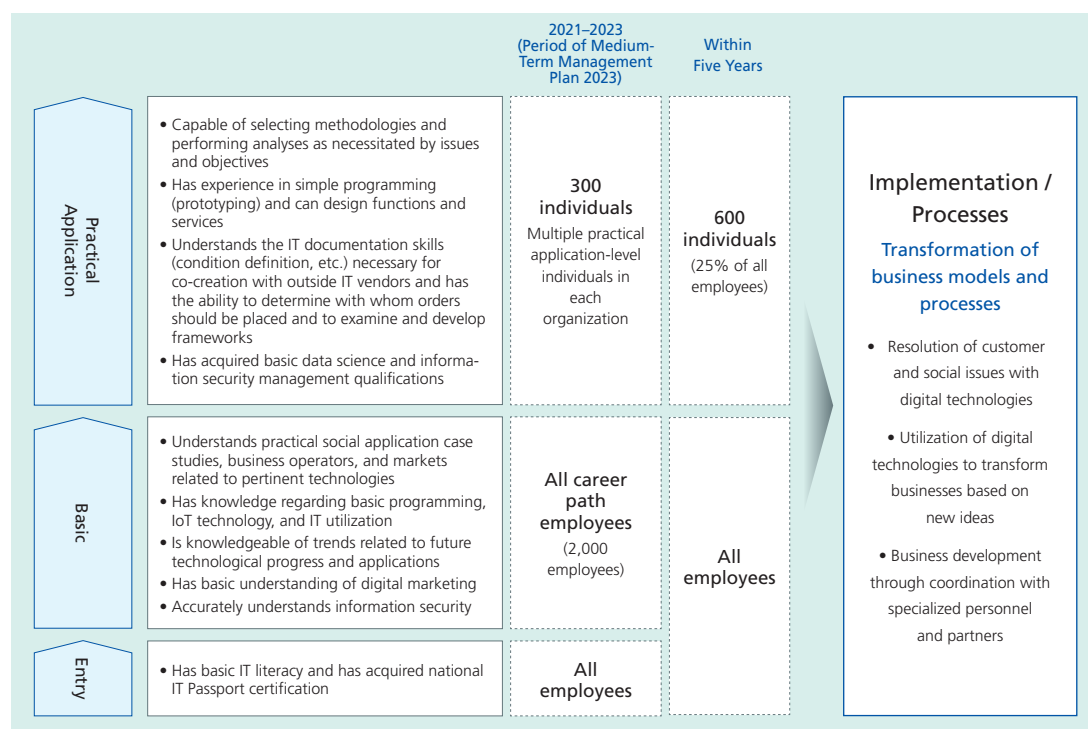 2021–2023
(Period of Medium-
Term Management
Plan 2023)
Within
Five Years
Practical
Application
• Capable of selecting methodologies and
performing analyses as necessitated by issues
and objectives
• Has experience in simple programming
(prototyping) and can design functions and
services
• Understands the IT documentation skills
(condition definition, etc.) necessary for
co-creation with outside IT vendors and has
the ability to determine with whom orders
should be placed and to examine and develop
frameworks
• Has acquired basic data science and informa-
tion security management qualifications
300
individuals
Multiple practical
application-level
individuals in
each
organization
600
individuals
(25% of all
employees)
Basic
• Understands practical social application case
studies, business operators, and markets
related to pertinent technologies
• Has knowledge regarding basic programming,
IoT technology, and IT utilization
• Is knowledgeable of trends related to future
technological progress and applications
• Has basic understanding of digital marketing
• Accurately understands information security
All career
path
employees
(2,000
employees)
All
employees
Entry
• Has basic IT literacy and has acquired national
IT Passport certification
All
employees
Implementation /
Processes
Transformation of
business models and
processes
• Resolution of customer
and social issues with
digital technologies
• Utilization of digital
technologies to transform
businesses based on
new ideas
• Business development
through coordination with
specialized personnel
and partners